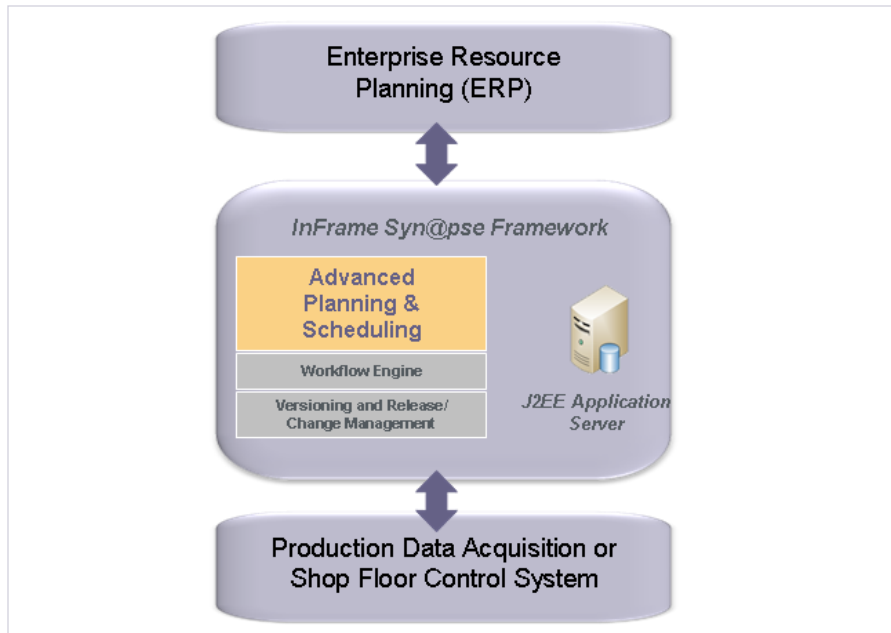 Enterprise Resource
Planning (ERP)
InFrame Syn@pse Framework
Advanced
Planning &
Scheduling
Workflow Engine
Versioning and Release/
Change Management
J2EE Application
Server
Production Data Acquisition or
Shop Floor Control System